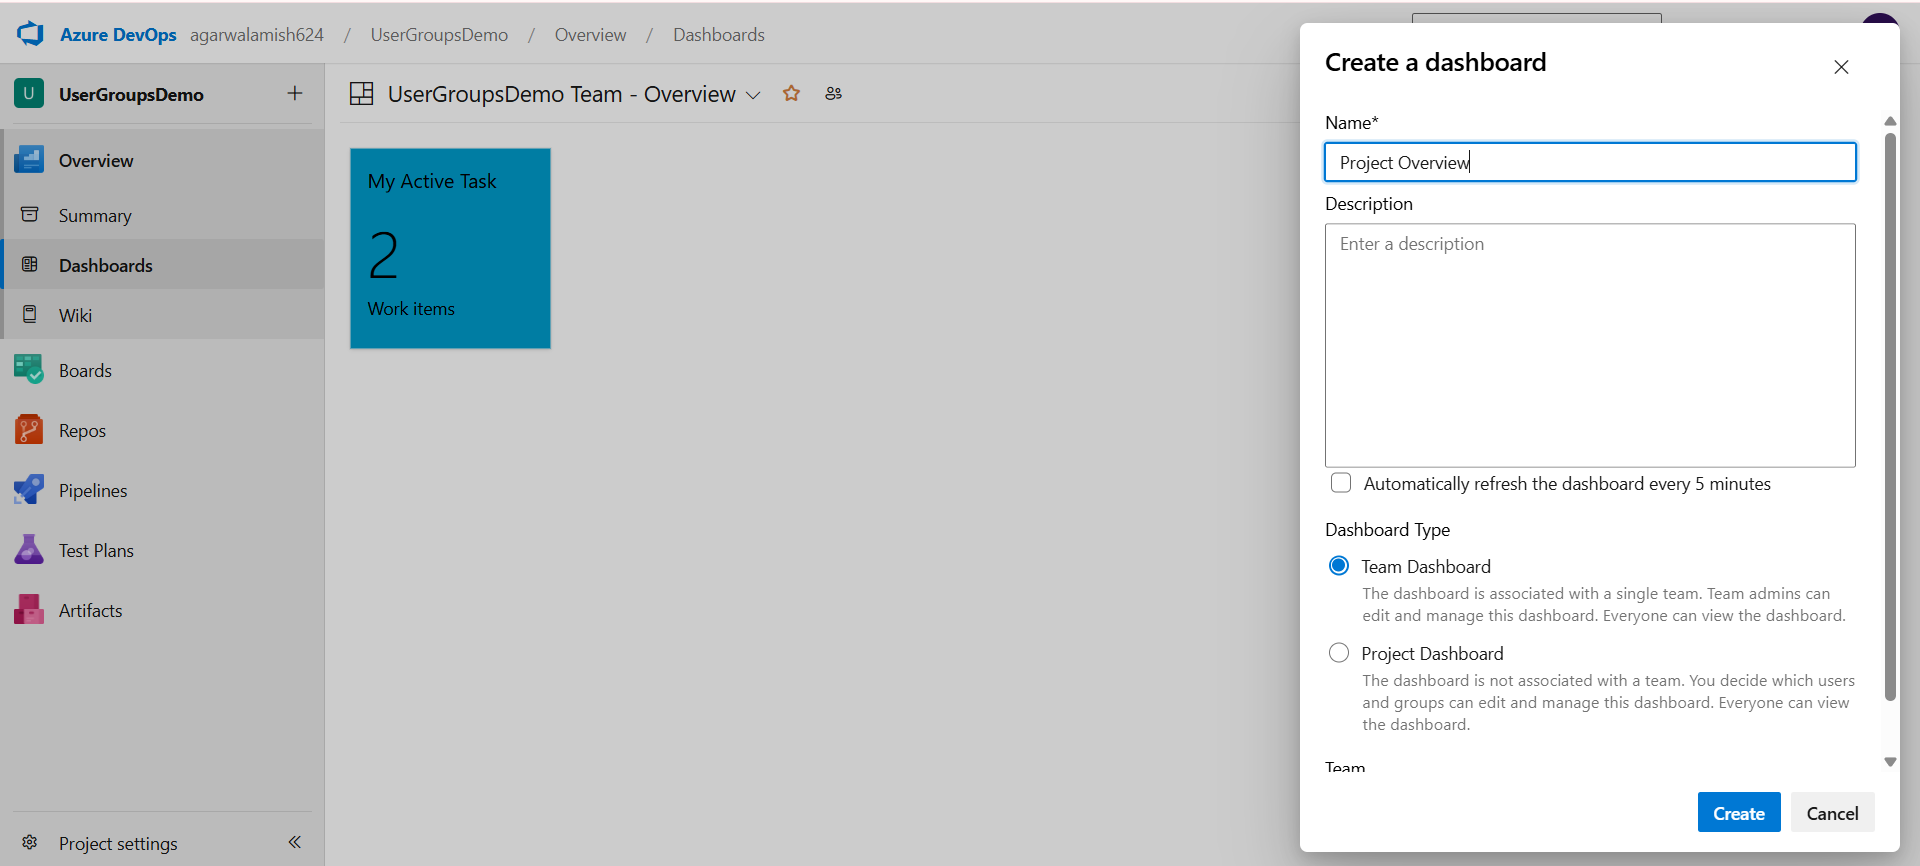 Azure DevOps agarwalamish624 / UserGroupsDemo / Overview / Dashboards
U UserGroupsDemo +
Overview
Summary
Dashboards
Wiki
Boards
Repos
Pipelines
Test Plans
Artifacts
Project settings
UserGroupsDemo Team - Overview
My Active Task
2
Work items
Create a dashboard
Name*
Project Overview
Description
Enter a description
Automatically refresh the dashboard every 5 minutes
Dashboard Type
Team Dashboard
The dashboard is associated with a single team. Team admins can
edit and manage this dashboard. Everyone can view the dashboard.
Project Dashboard
The dashboard is not associated with a team. You decide which users
and groups can edit and manage this dashboard. Everyone can view
the dashboard.
Team
Create Cancel